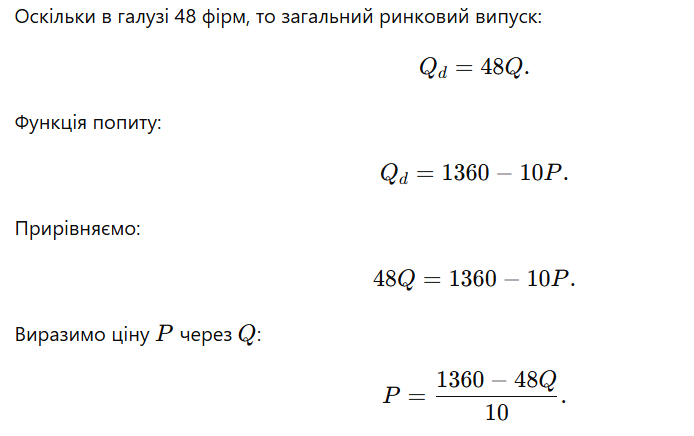 Оскільки в галузі 48 фірм, то загальний ринковий випуск:
Q_d = 48Q.
Функція попиту:
Q_d = 1360 − 10P.
Прирівняємо:
48Q = 1360 − 10P.
Виразимо ціну P через Q:
P = \frac{1360 − 48Q}{10}.